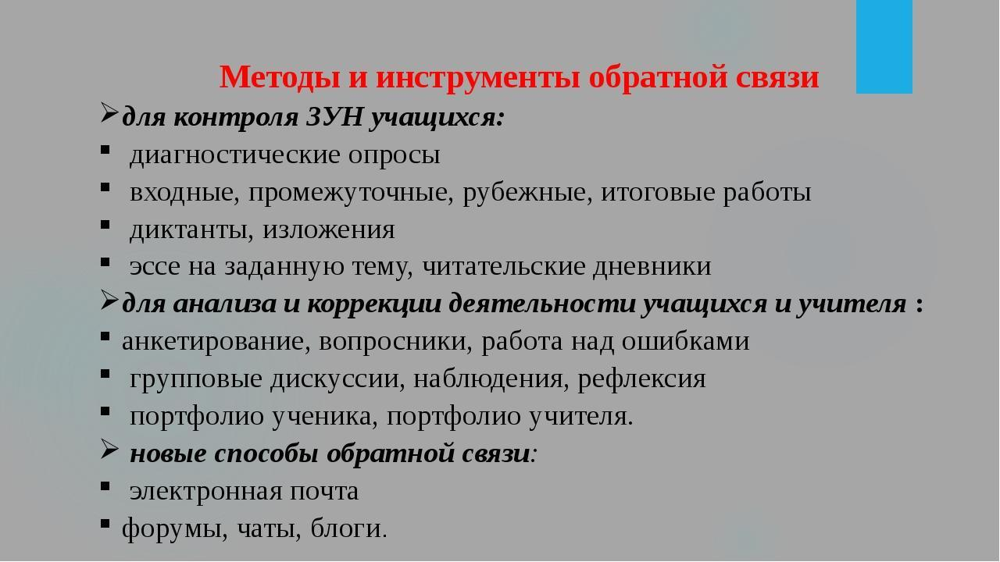 Методы и инструменты обратной связи
для контроля ЗУН учащихся:
диагностические опросы
входные, промежуточные, рубежные, итоговые работы
диктанты, изложения
эссе на заданную тему, читательские дневники
для анализа и коррекции деятельности учащихся и учителя :
анкетирование, вопросники, работа над ошибками
групповые дискуссии, наблюдения, рефлексия
портфолио ученика, портфолио учителя.
новые способы обратной связи:
электронная почта
форумы, чаты, блоги.